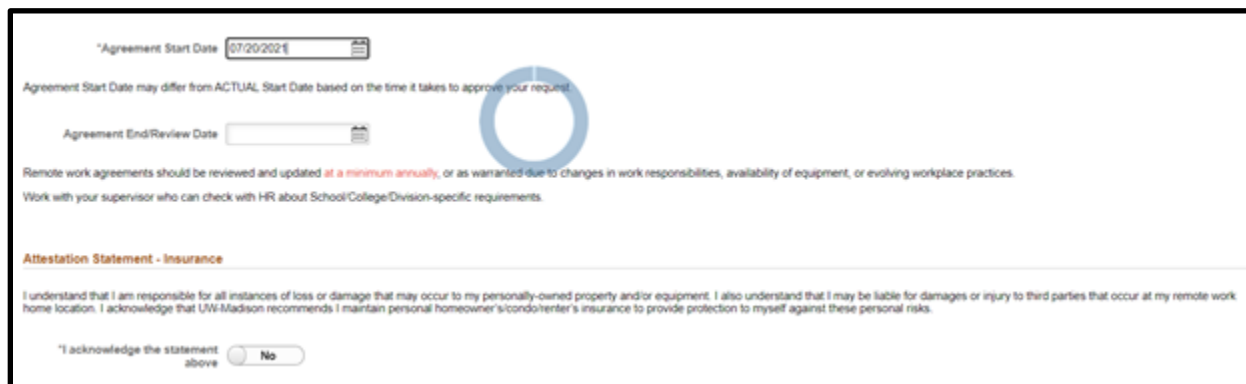 *Agreement Start Date 07/20/2021
Agreement Start Date may differ from ACTUAL Start Date based on the time it takes to approve your request.
Agreement End/Review Date
Remote work agreements should be reviewed and updated at a minimum annually, or as warranted due to changes in work responsibilities, availability of equipment, or evolving workplace practices.
Work with your supervisor who can check with HR about School/College/Division-specific requirements.
Attestation Statement - Insurance
I understand that I am responsible for all instances of loss or damage that may occur to my personally-owned property and/or equipment. I also understand that I may be liable for damages or injury to third parties that occur at my remote work
home location. I acknowledge that UW-Madison recommends I maintain personal homeowner's/condo/renter's insurance to provide protection to myself against these personal risks.
*I acknowledge the statement
above No